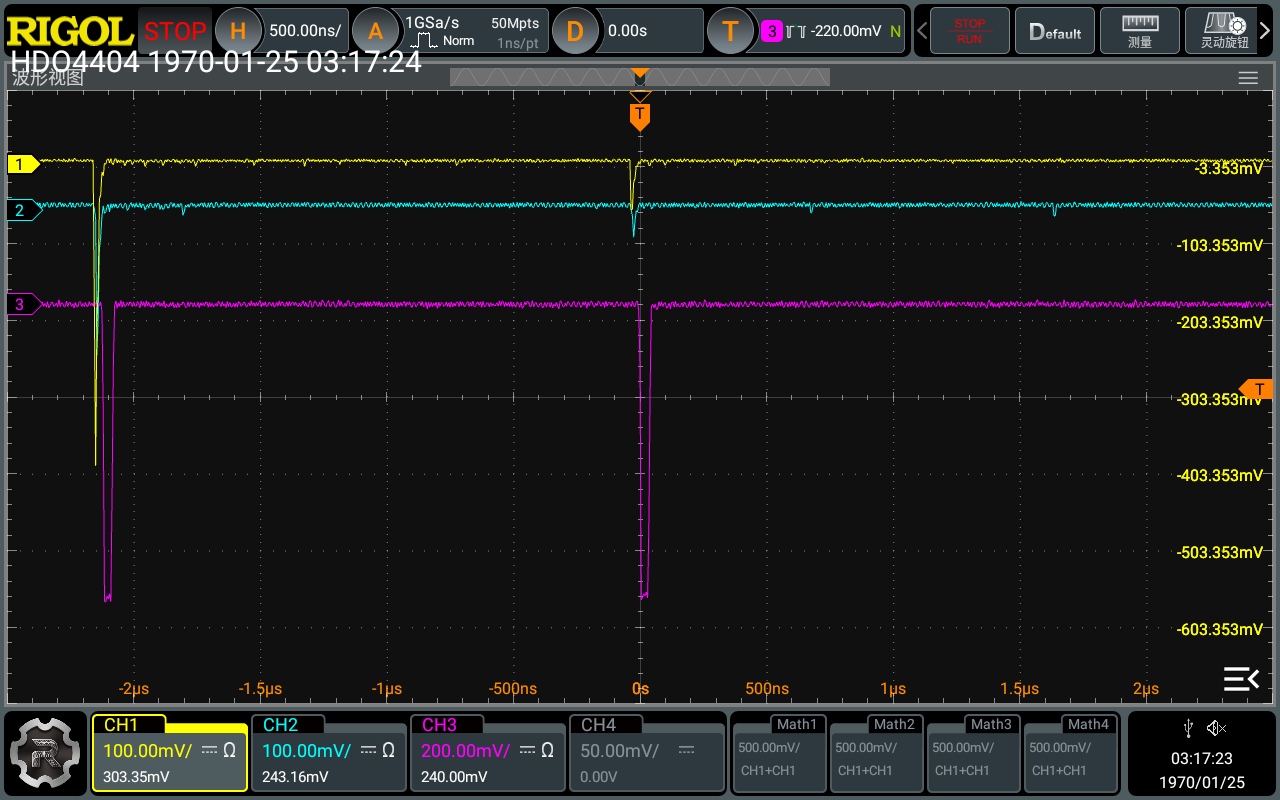 RIGOL STOP H 500.00ns/ A 1GSa/s Norm 50Mpts 1ns/pt D 0.00s T 3 -220.00mV N STOP RUN Default 测量 灵动旋钮
HDO4404 1970-01-25 03:17:24
波形视图
T
1
-3.353mV
2
-103.353mV
3
-203.353mV
T
-303.353mV
-403.353mV
-503.353mV
-603.353mV
-2μs -1.5μs -1μs -500ns 0s 500ns 1μs 1.5μs 2μs
CH1 CH2 CH3 CH4 Math1 Math2 Math3 Math4
100.00mV/ Ω 100.00mV/ Ω 200.00mV/ Ω 50.00mV/ 500.00mV/ 500.00mV/ 500.00mV/ 500.00mV/
303.35mV 243.16mV 240.00mV 0.00V CH1+CH1 CH1+CH1 CH1+CH1 CH1+CH1
03:17:23
1970/01/25